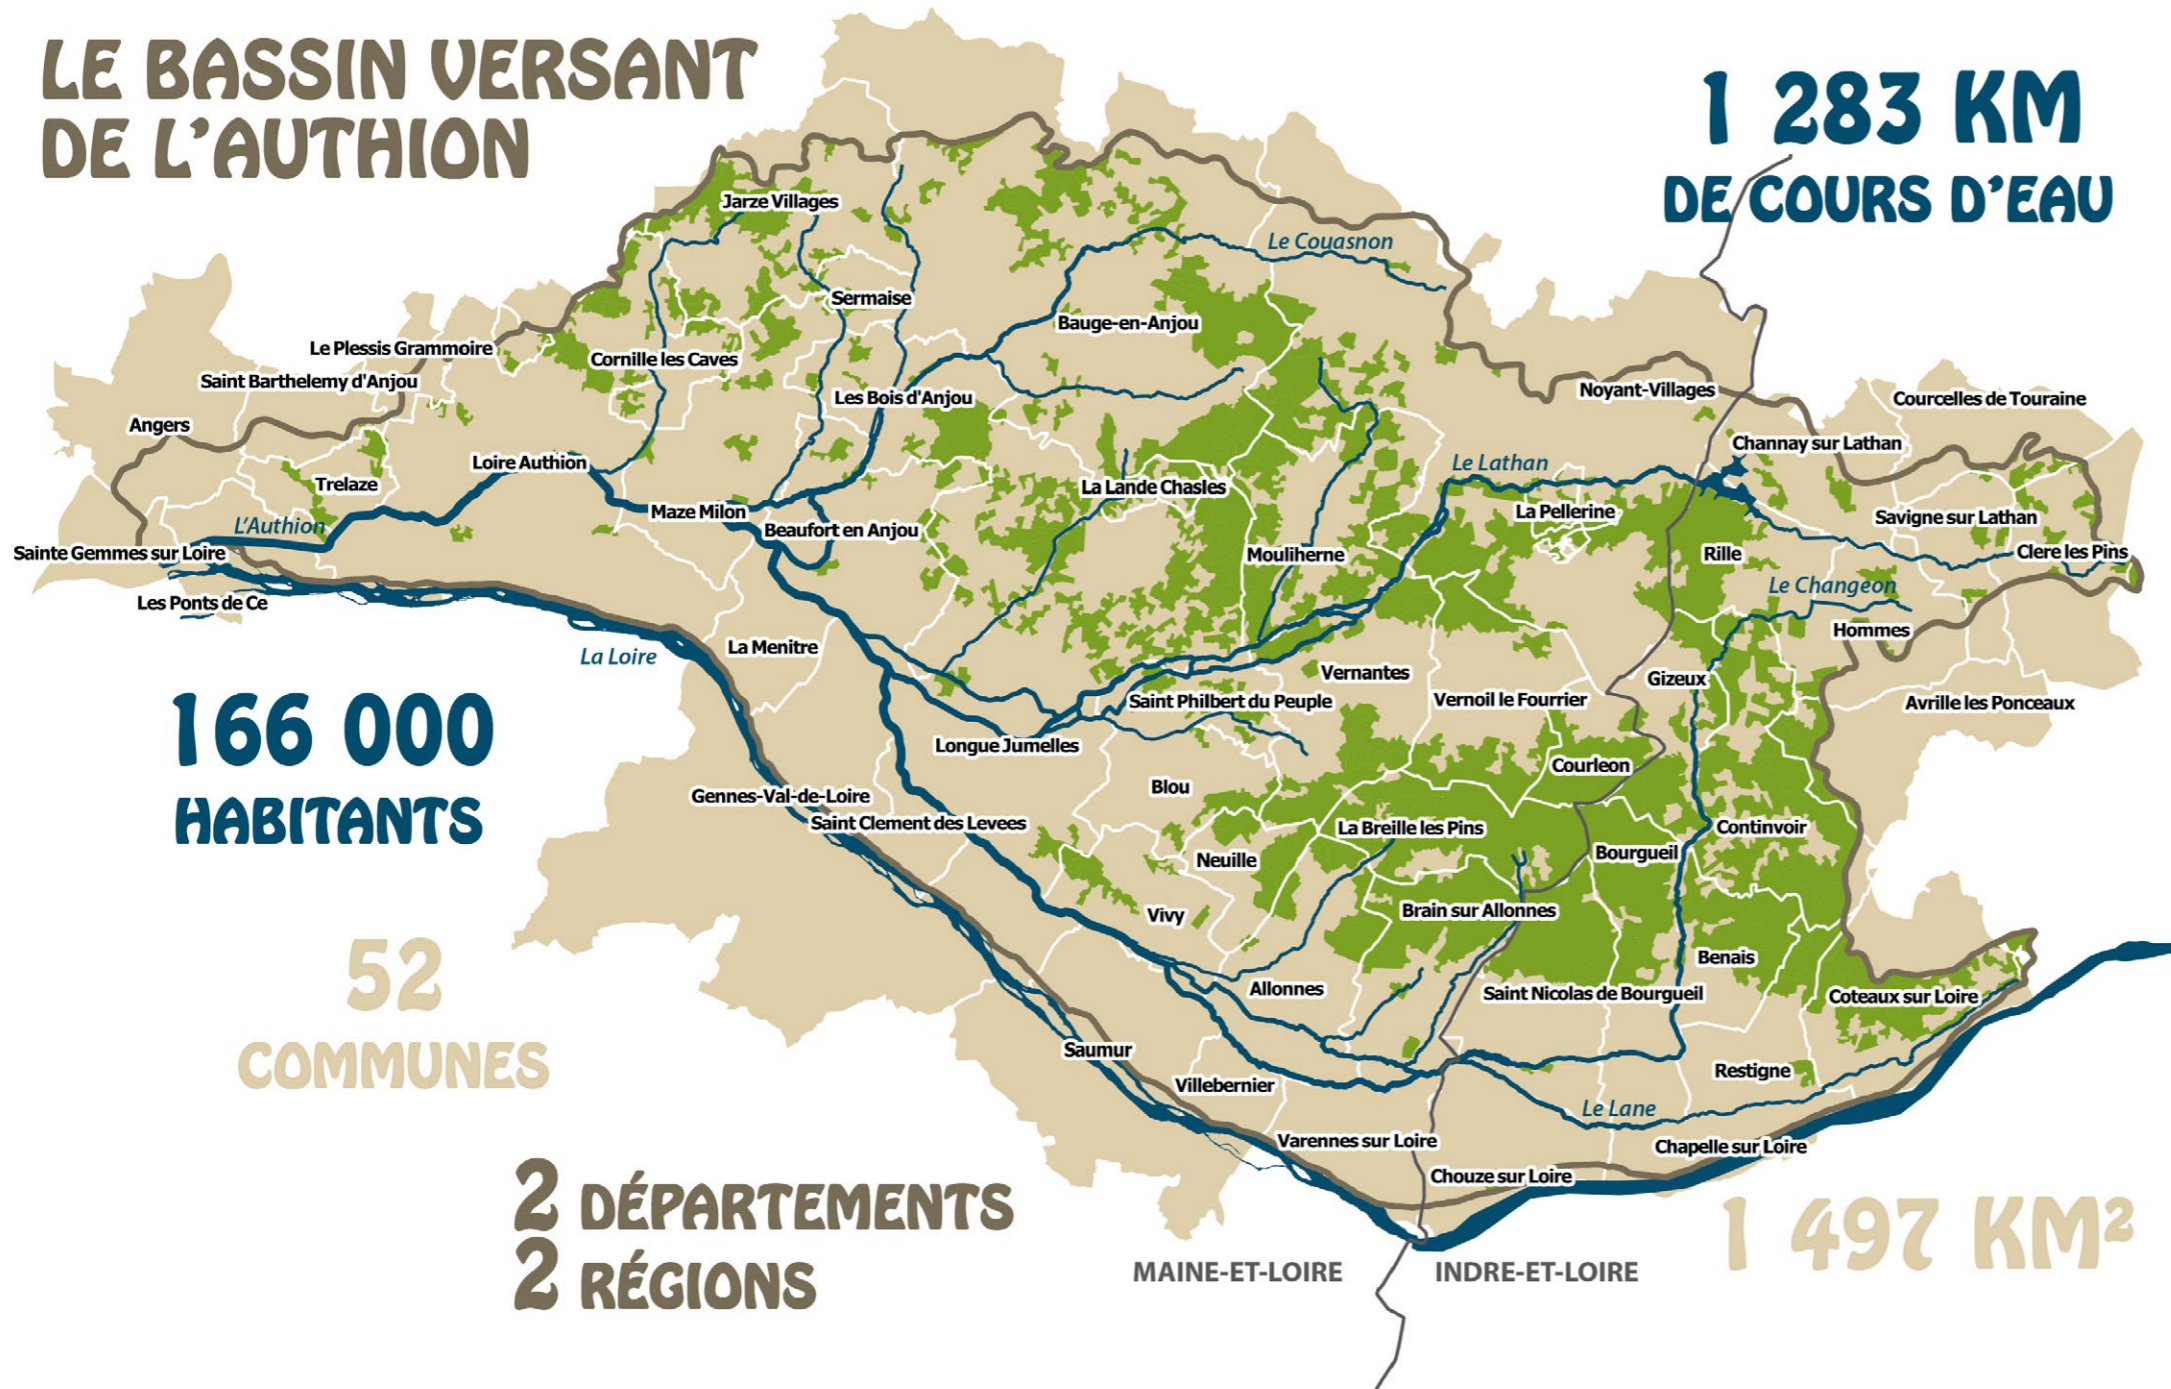 LE BASSIN VERSANT
DE L'AUTHION
1 283 KM
DE COURS D'EAU
Jarze Villages
Le Couasnon
Sermaise
Bauge-en-Anjou
Le Plessis Grammoire
Cornille les Caves
Saint Barthelemy d'Anjou
Noyant-Villages
Les Bois d'Anjou
Courcelles de Touraine
Angers
Channay sur Lathan
Loire Authion
Le Lathan
Trelaze
La Lande Chasles
Maze Milon
La Pellerine
Savigne sur Lathan
L'Authion
Beaufort en Anjou
Sainte Gemmes sur Loire
Mouliherne
Rille
Clere les Pins
Le Changeon
Les Ponts de Ce
Hommes
La Menitre
La Loire
Vernantes
Gizeux
Saint Philbert du Peuple
Vernoil le Fourrier
Avrille les Ponceaux
166 000
HABITANTS
Longue Jumelles
Courleon
Blou
Gennes-Val-de-Loire
Saint Clement des Levees
La Breille les Pins
Continvoir
Neuille
Bourgueil
Vivy
Brain sur Allonnes
Benais
52
COMMUNES
Allonnes
Saint Nicolas de Bourgueil
Coteaux sur Loire
Saumur
Restigne
Villebernier
Le Lane
Varennes sur Loire
Chapelle sur Loire
Chouze sur Loire
2 DÉPARTEMENTS
2 RÉGIONS
1 497 KM²
MAINE-ET-LOIRE
INDRE-ET-LOIRE